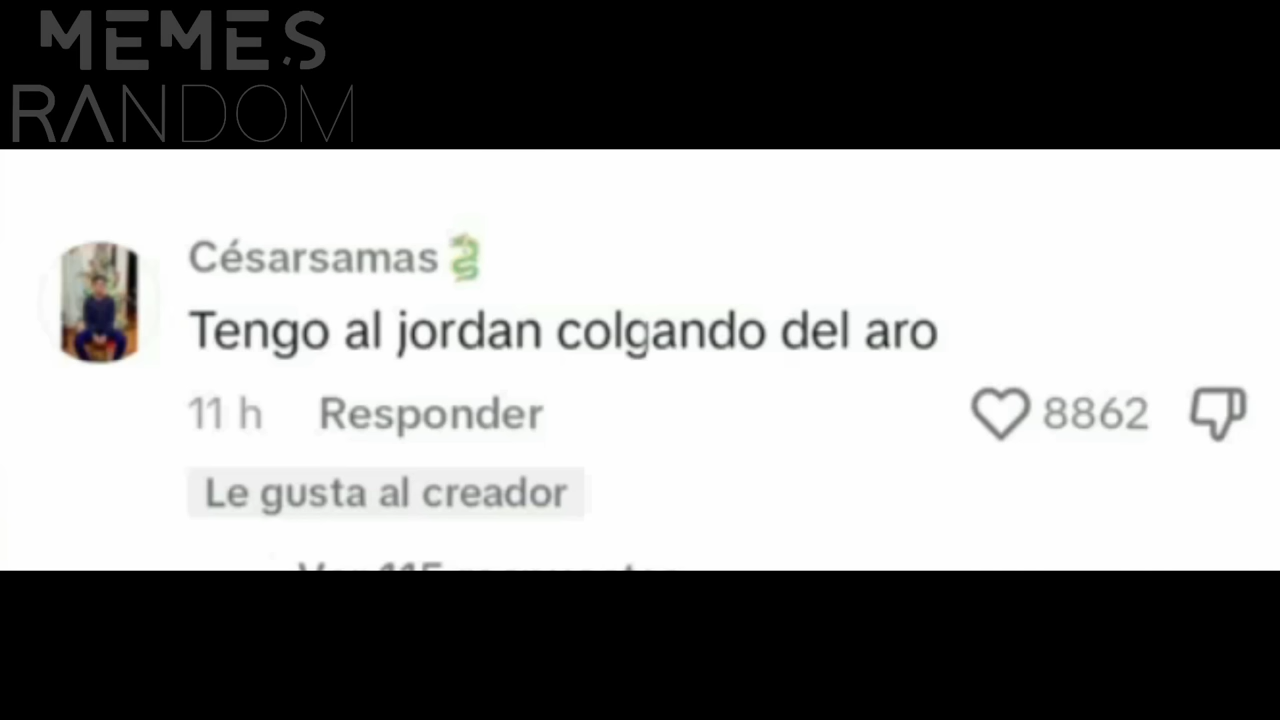 MEMES
RANDOM
Césarsamas🐉
Tengo al jordan colgando del aro
11 h Responder 8862
Le gusta al creador